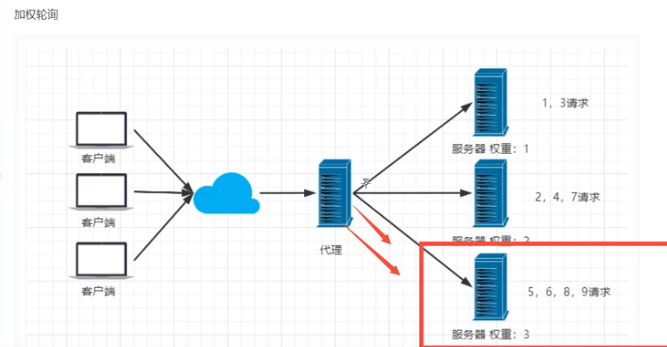 加权轮询
1，3请求
客户端
服务器 权重：1
2，4，7请求
客户端
代理
服务器 权重：2
5，6，8，9请求
客户端
服务器 权重：3